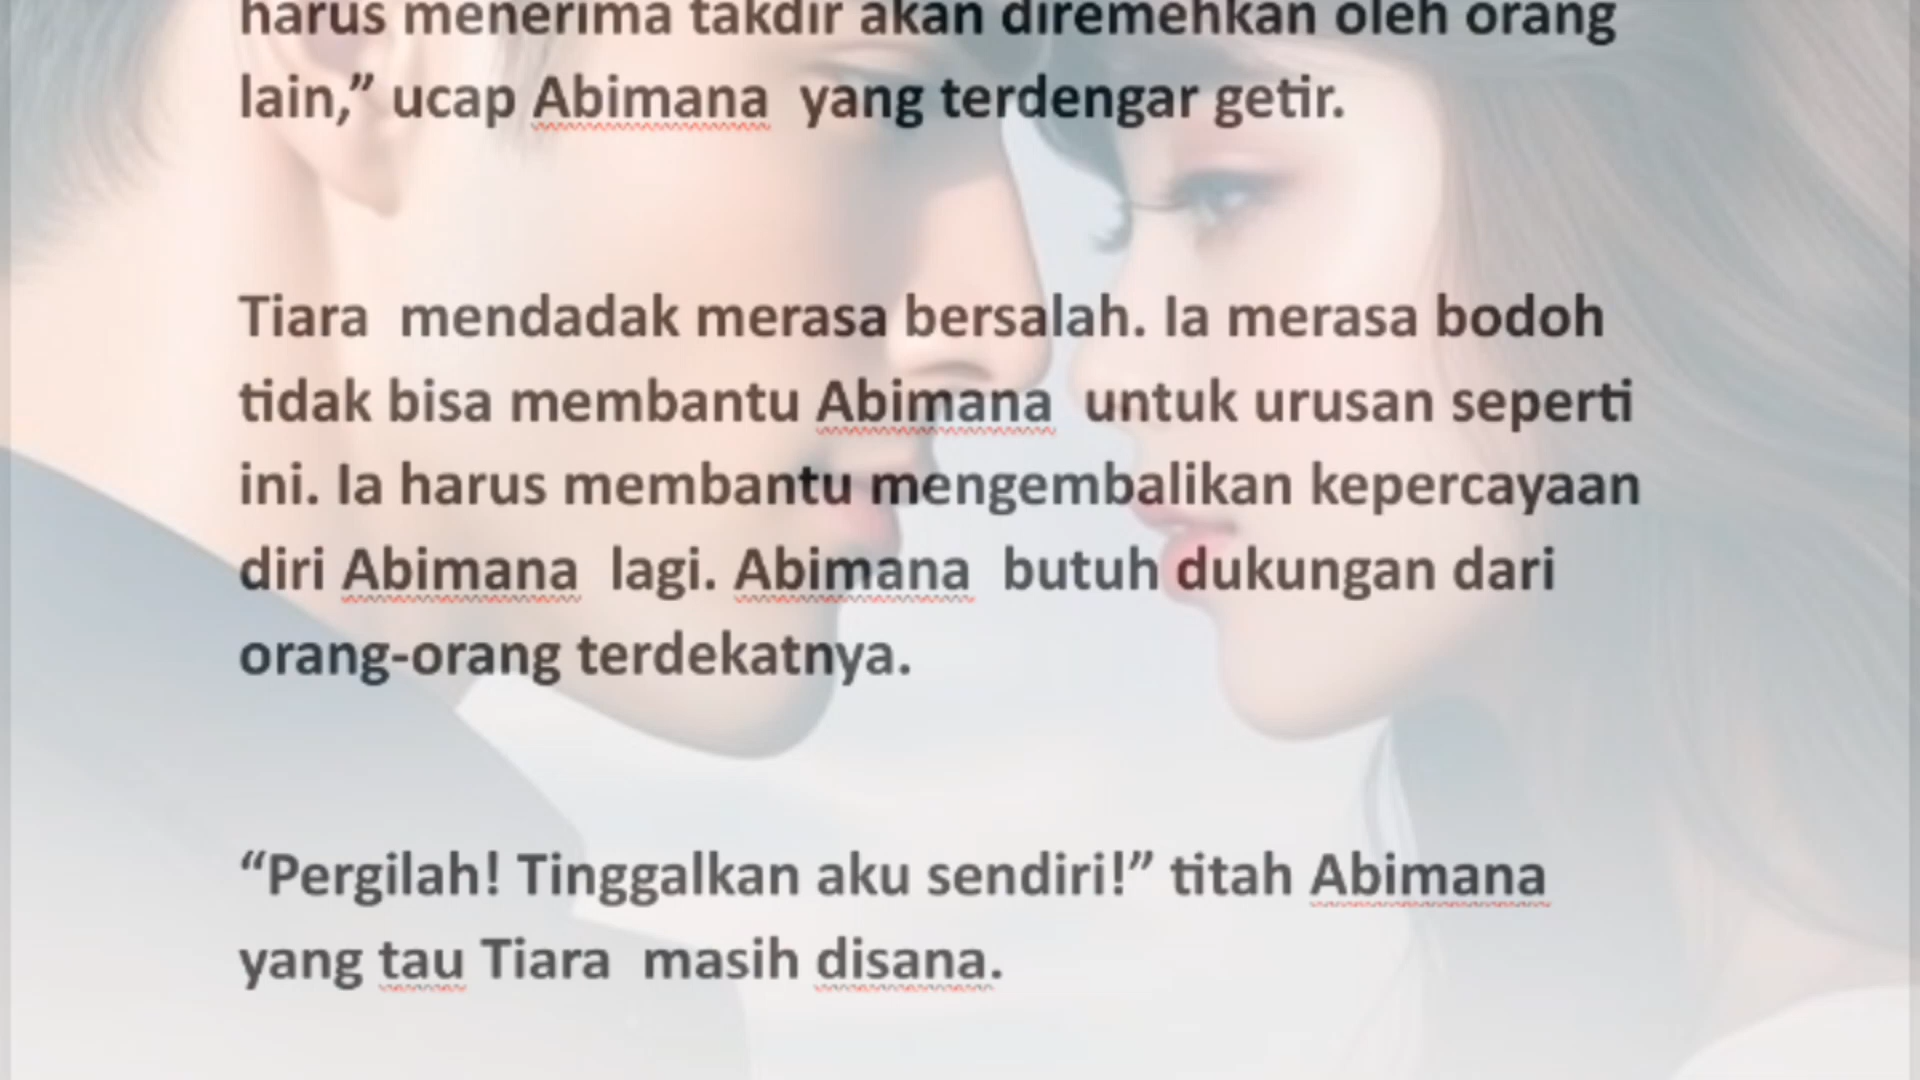 harus menerima takdir akan diremehkan oleh orang
lain,” ucap Abimana  yang terdengar getir.
Tiara  mendadak merasa bersalah. Ia merasa bodoh
tidak bisa membantu Abimana  untuk urusan seperti
ini. Ia harus membantu mengembalikan kepercayaan
diri Abimana  lagi. Abimana  butuh dukungan dari
orang-orang terdekatnya.
“Pergilah! Tinggalkan aku sendiri!” titah Abimana
yang tau Tiara  masih disana.